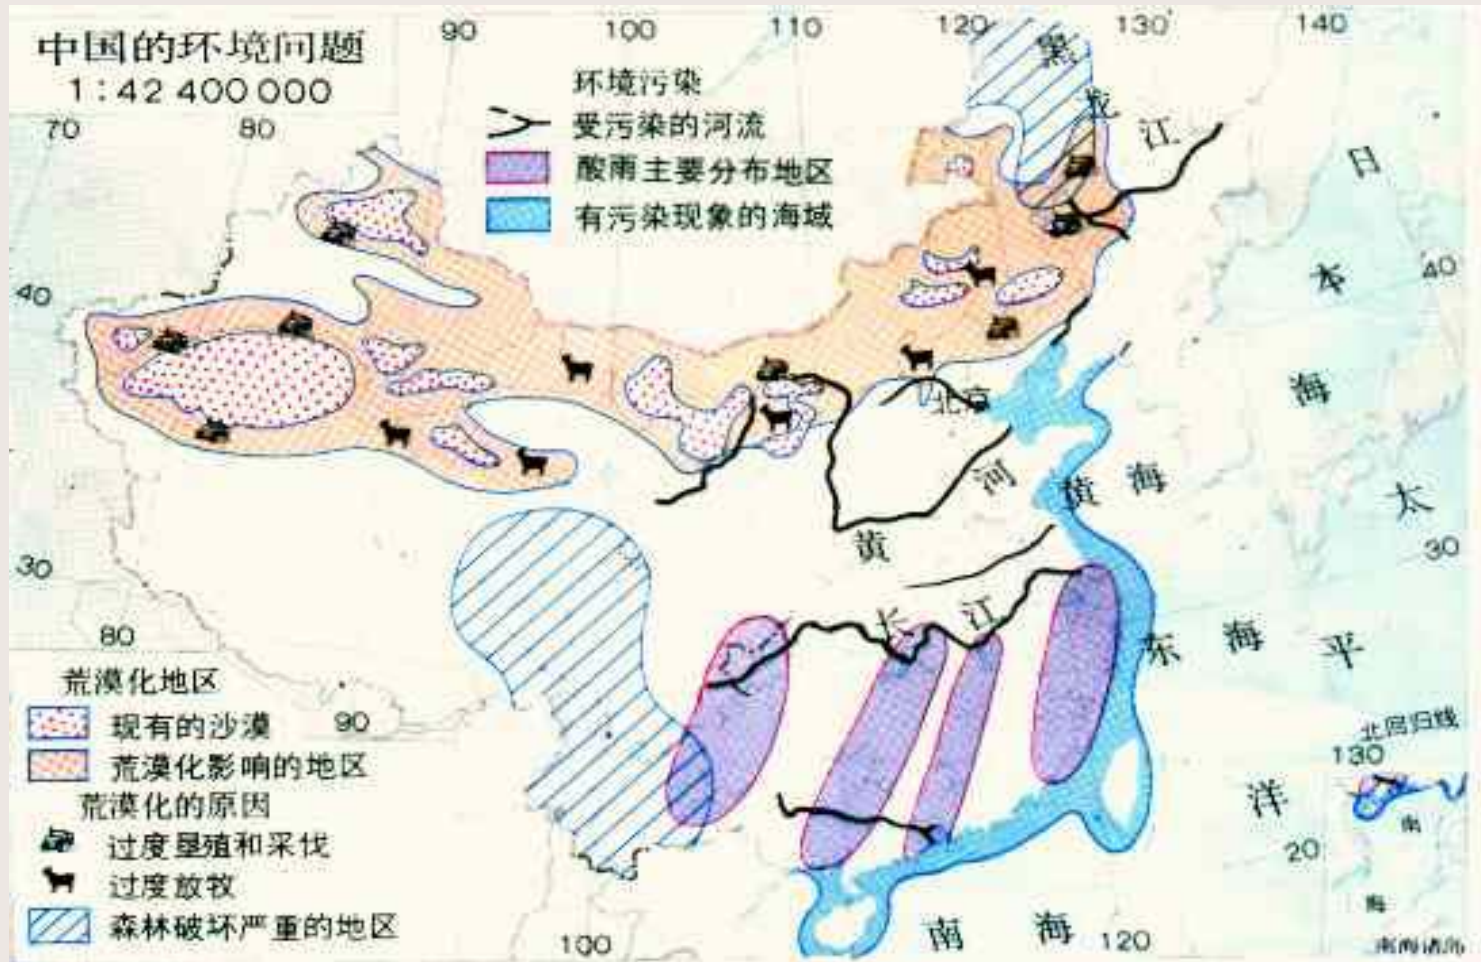 中国的环境问题
1:42 400 000
70
80
90
100
110
120
130
140
环境污染
受污染的河流
酸雨主要分布地区
有污染现象的海域
黑
龙
江
日
本
海
40
40
北京
黄
河
黄海
太
平
洋
30
30
长江
东海
80
90
北回归线
130
20
南
海
南海诸岛
荒漠化地区
现有的沙漠
荒漠化影响的地区
荒漠化的原因
过度垦殖和采伐
过度放牧
森林破坏严重的地区
100
南海
120